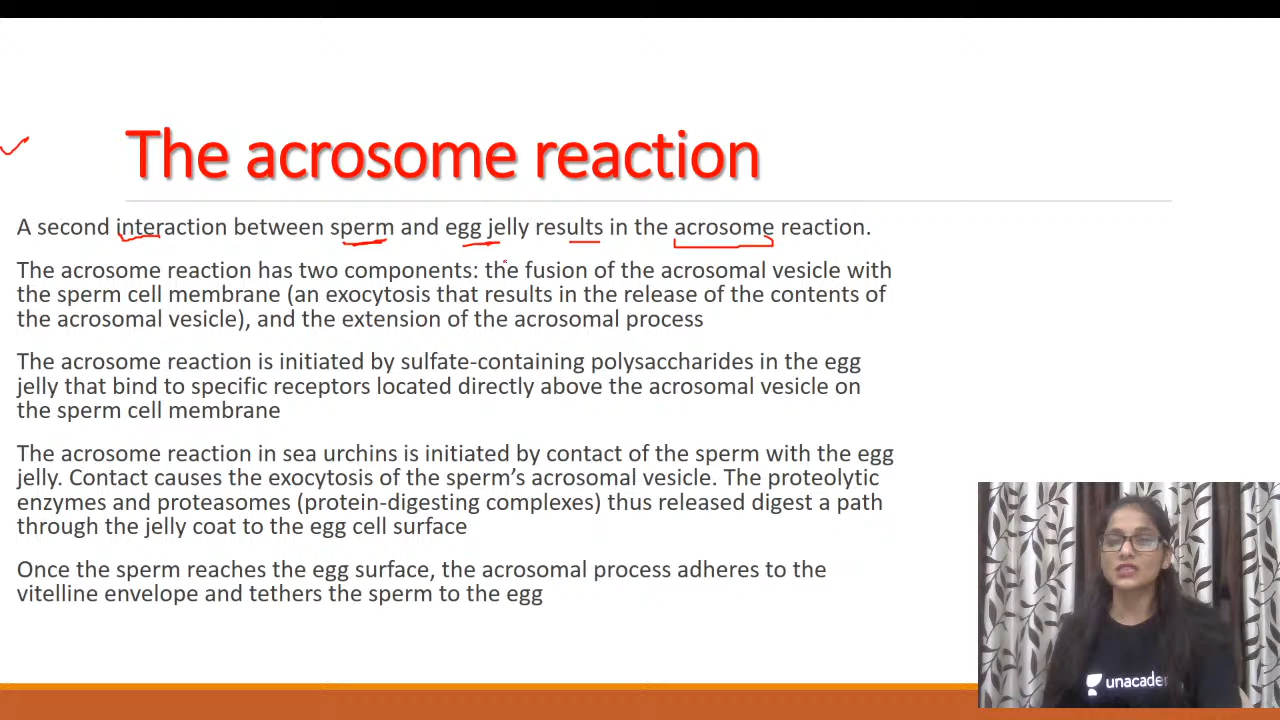 The acrosome reaction
A second interaction between sperm and egg jelly results in the acrosome reaction.
The acrosome reaction has two components: the fusion of the acrosomal vesicle with
the sperm cell membrane (an exocytosis that results in the release of the contents of
the acrosomal vesicle), and the extension of the acrosomal process
The acrosome reaction is initiated by sulfate-containing polysaccharides in the egg
jelly that bind to specific receptors located directly above the acrosomal vesicle on
the sperm cell membrane
The acrosome reaction in sea urchins is initiated by contact of the sperm with the egg
jelly. Contact causes the exocytosis of the sperm’s acrosomal vesicle. The proteolytic
enzymes and proteasomes (protein-digesting complexes) thus released digest a path
through the jelly coat to the egg cell surface
Once the sperm reaches the egg surface, the acrosomal process adheres to the
vitelline envelope and tethers the sperm to the egg
unacade